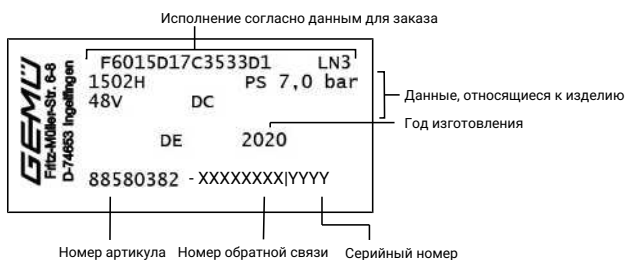 Исполнение согласно данным для заказа
GEMÜ
Fritz-Müller-Str. 6-8
D-74653 Ingelfingen
F6015D17C3533D1 LN3
1502H PS 7,0 bar
48V DC
Данные, относящиеся к изделию
Год изготовления
DE 2020
88580382 - XXXXXXXX|YYYY
Номер артикула Номер обратной связи Серийный номер